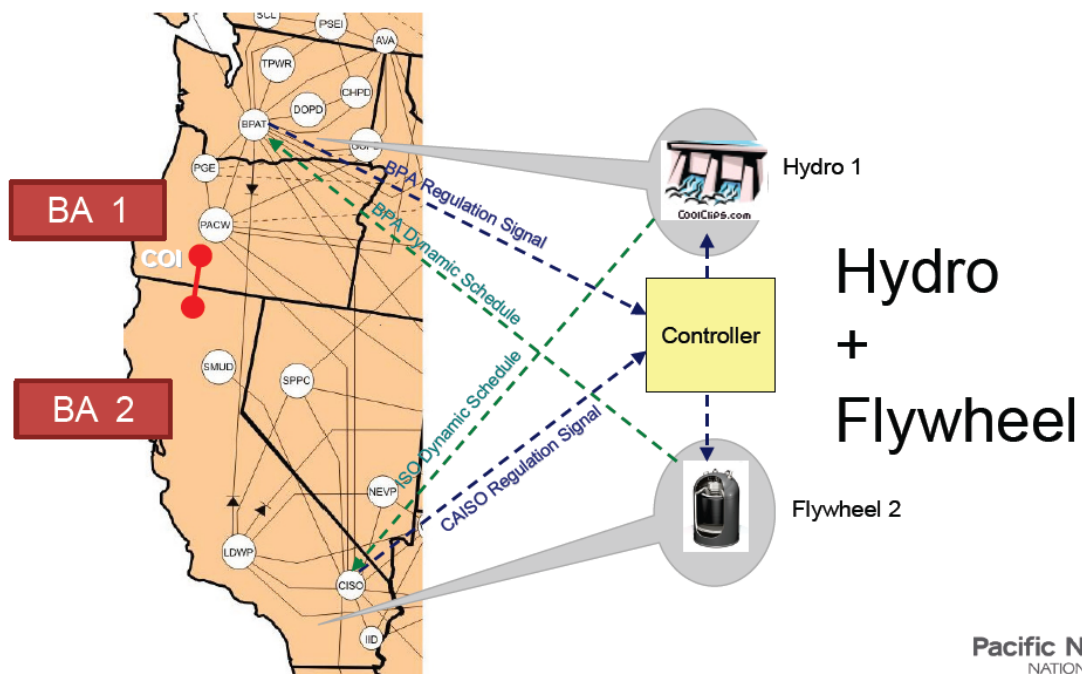 SCL
PSEI
AVA
TPWR
CHPD
DOPD
BPAT
PGE
PACW
BA 1
COI
BPA Regulation Signal
BPA Dynamic Schedule
COOLCLIPS.COM
Hydro 1
Controller
Hydro
+
Flywheel
SMUD
SPPC
BA 2
ISO Dynamic Schedule
CAISO Regulation Signal
NEVP
Flywheel 2
LDWP
CISO
IID
Pacific N
NATION